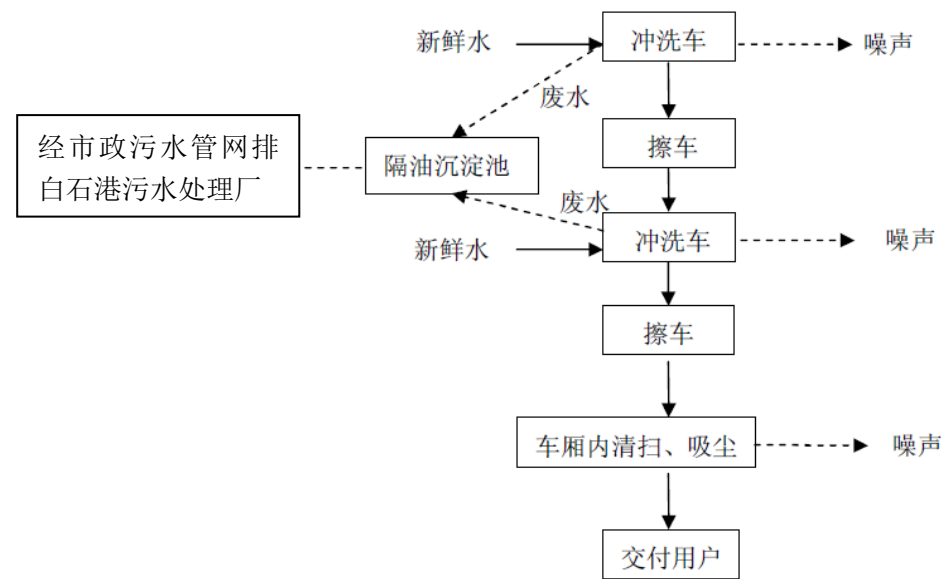 新鲜水
冲洗车
噪声
废水
经市政污水管网排
白石港污水处理厂
隔油沉淀池
擦车
废水
新鲜水
冲洗车
噪声
擦车
车厢内清扫、吸尘
噪声
交付用户